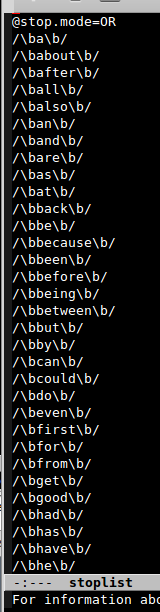 @stop.mode=OR
/\ba\b/
/\babout\b/
/\bafter\b/
/\ball\b/
/\balso\b/
/\ban\b/
/\band\b/
/\bare\b/
/\bas\b/
/\bat\b/
/\bback\b/
/\bbe\b/
/\bbecause\b/
/\bbeen\b/
/\bbefore\b/
/\bbeing\b/
/\bbetween\b/
/\bbut\b/
/\bby\b/
/\bcan\b/
/\bcould\b/
/\bdo\b/
/\beven\b/
/\bfirst\b/
/\bfor\b/
/\bfrom\b/
/\bget\b/
/\bgood\b/
/\bhad\b/
/\bhas\b/
/\bhave\b/
/\bhe\b/
-:--- stoplist
For information abo